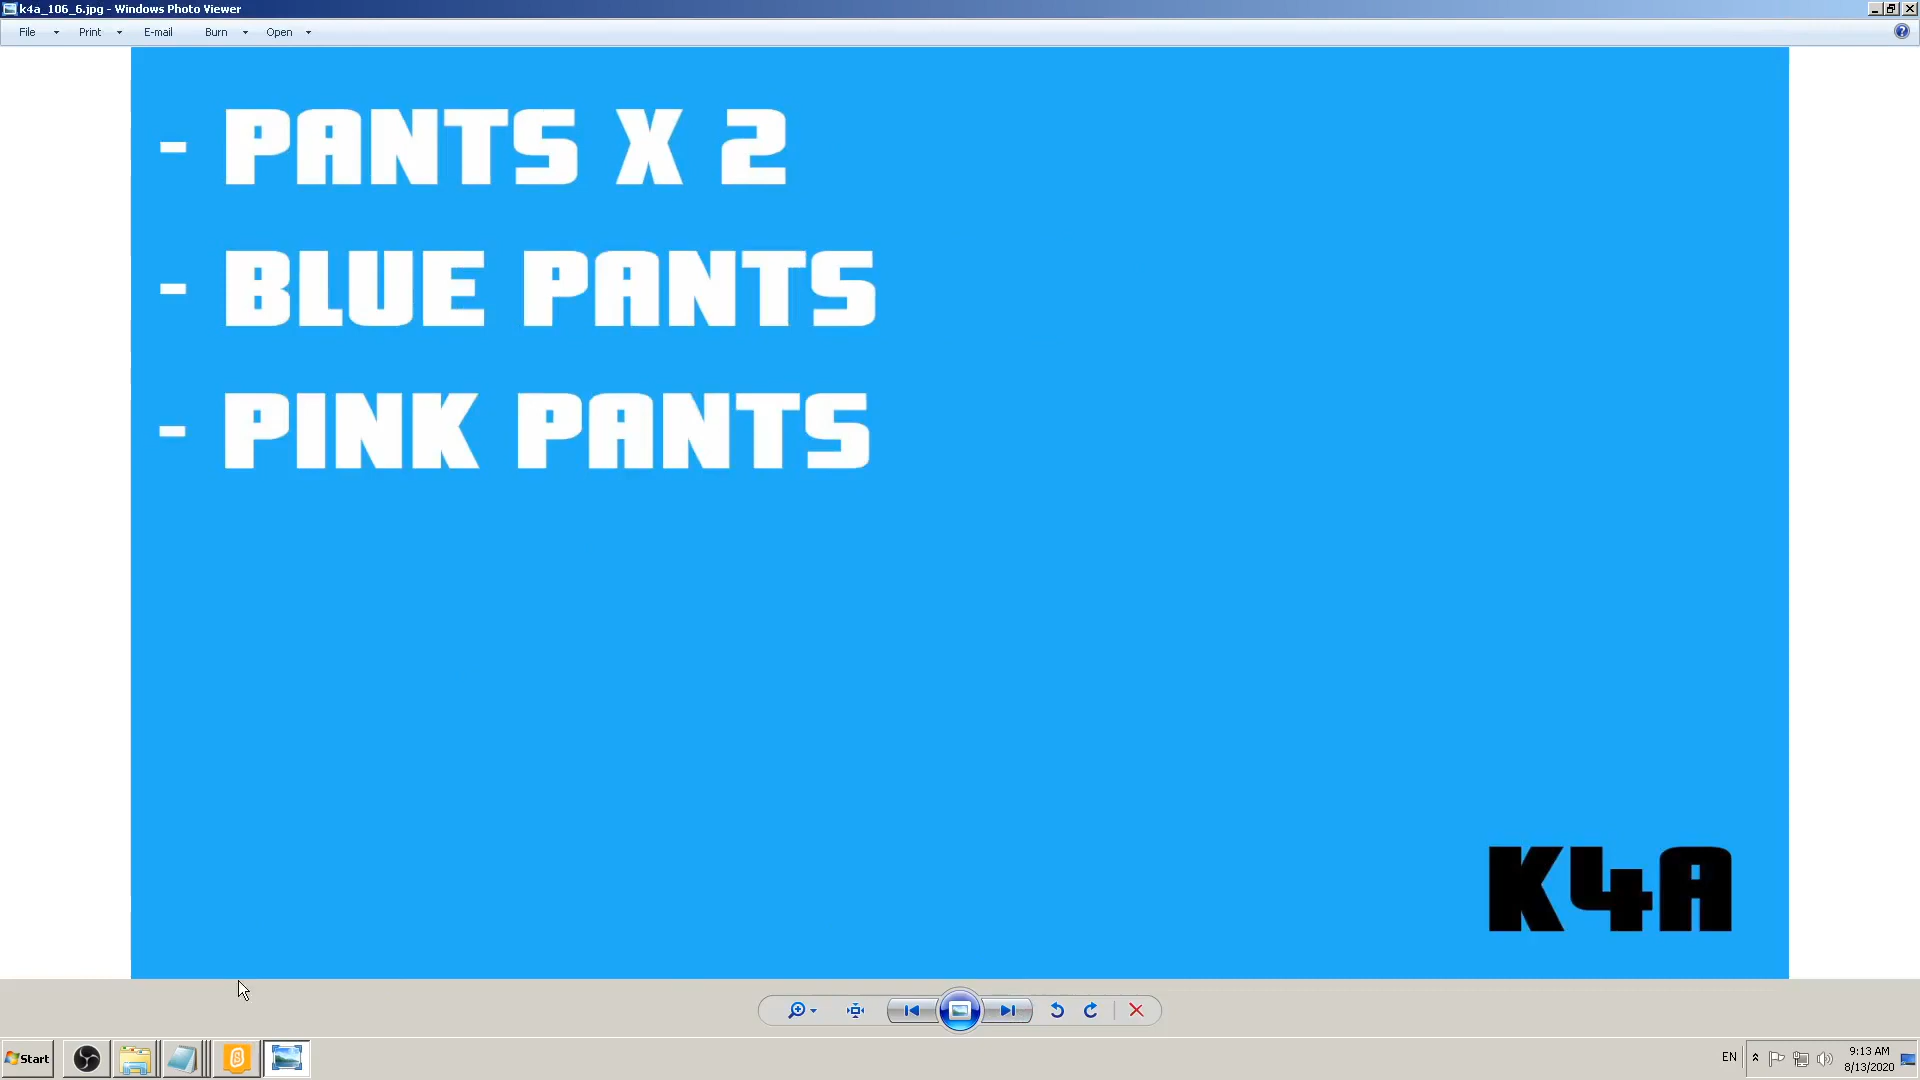 k4a_106_6.jpg - Windows Photo Viewer
File Print E-mail Burn Open
- PANTS X 2
- BLUE PANTS
- PINK PANTS
K4A
Start
EN
9:13 AM
8/13/2020